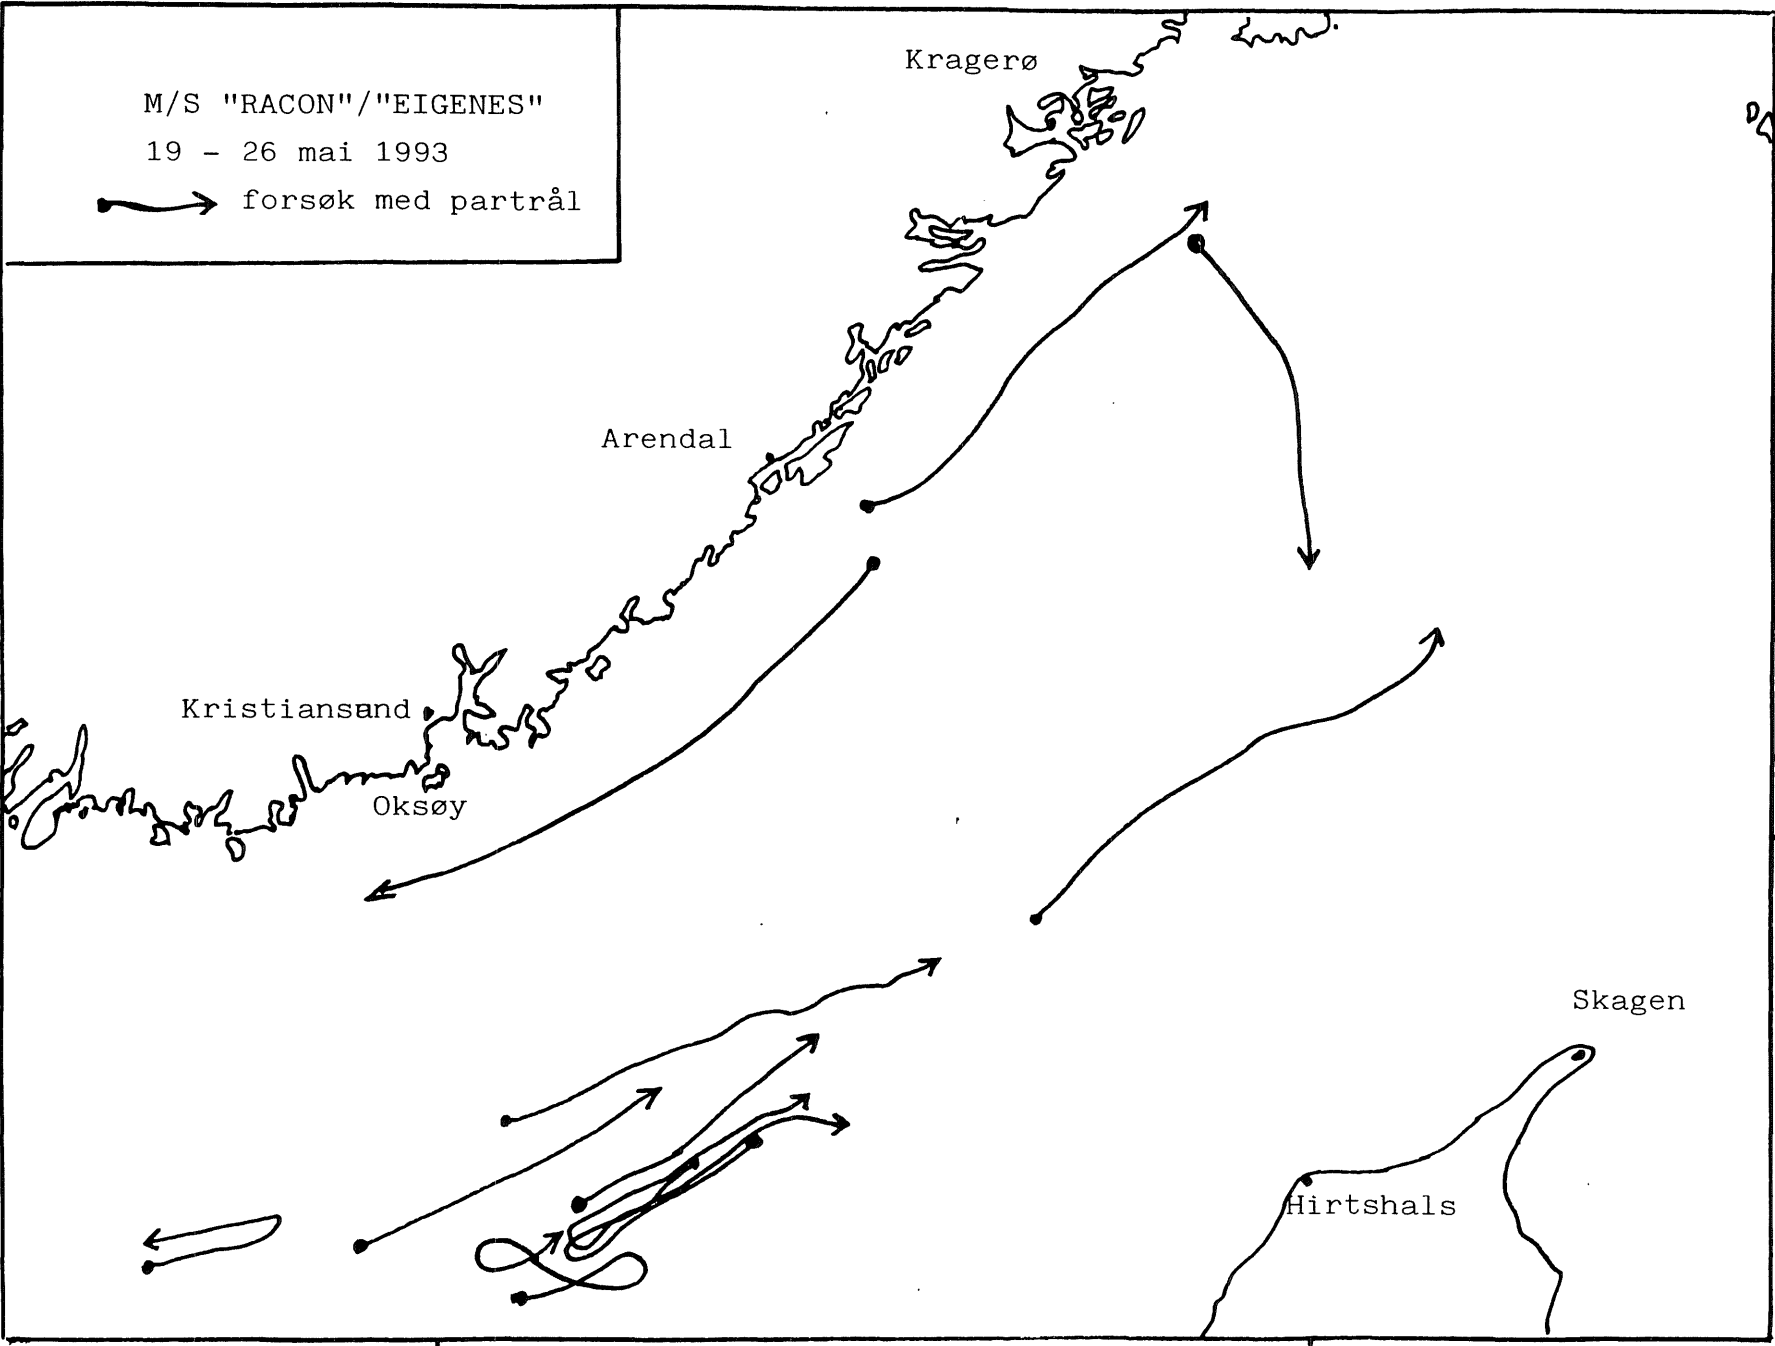 M/S "RACON"/"EIGENES"
19 - 26 mai 1993
forsøk med partrål
Kragerø
Arendal
Kristiansand
Oksøy
Skagen
Hirtshals